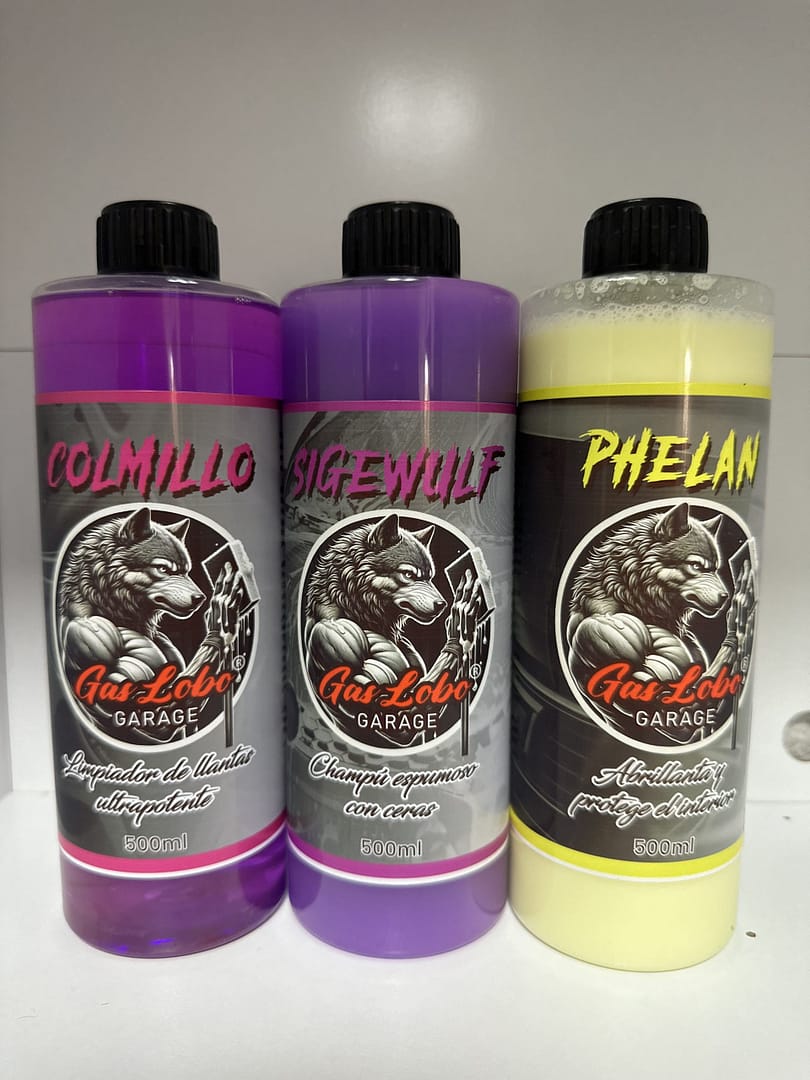 COLMILLO
Gas Lobo®
GARAGE
Limpiador de llantas
ultrapotente
500ml
SIGEWULF
Gas Lobo®
GARAGE
Champú espumoso
con ceras
500ml
PHELAN
Gas Lobo®
GARAGE
Abrillanta y
protege el interior
500ml